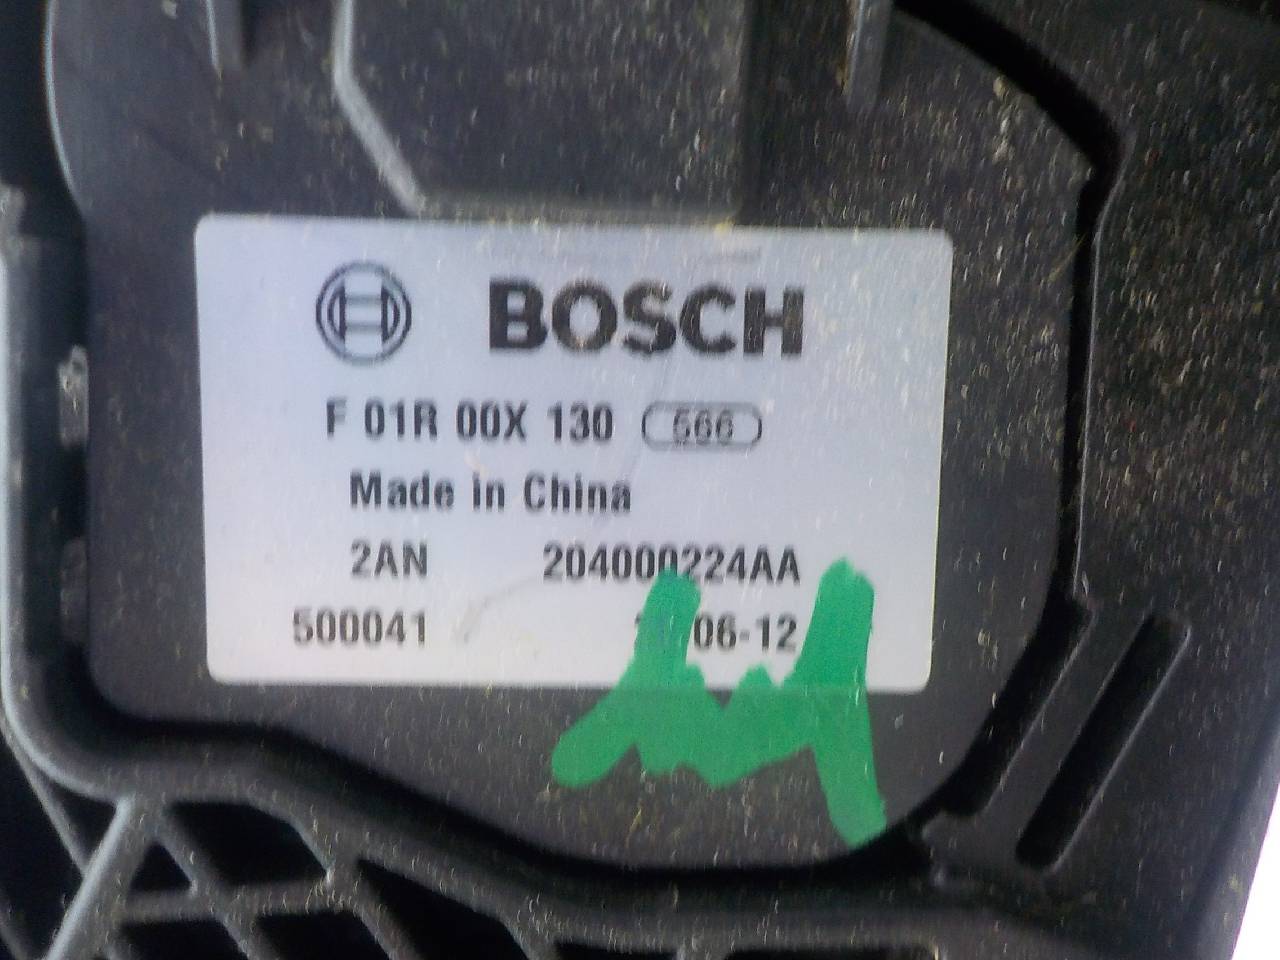 BOSCH
F 01R 00X 130 566
Made in China
2AN 204000224AA
500041 06-12
M